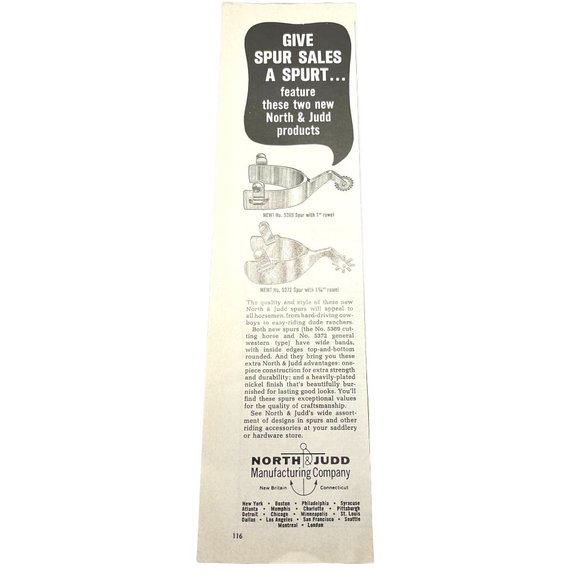 GIVE
SPUR SALES
A SPURT...
feature
these two new
North & Judd
products
NEW! No. 5389 Spur with 1" rowel
NEW! No. 5372 Spur with 1¼" rowel
The quality and style of these new
North & Judd spurs will appeal to
all horsemen, from hard-driving cow-
boys to easy-riding dude ranchers.
Both new spurs (the No. 5389 cut-
ting horse and No. 5372 general
western type) have wide bands,
with inside edges top-and-bottom
rounded. And they bring you these
extra North & Judd advantages: one-
piece construction for extra strength
and durability; and a heavily-plated
nickel finish that's beautifully bur-
nished for lasting good looks. You'll
find these spurs exceptional values
for the quality of craftsmanship.
See North & Judd's wide assort-
ment of designs in spurs and other
riding accessories at your saddlery
or hardware store.
NORTH & JUDD
Manufacturing Company
New Britain Connecticut
New York • Boston • Philadelphia • Syracuse
Atlanta • Memphis • Charlotte • Pittsburgh
Detroit • Chicago • Minneapolis • St. Louis
Dallas • Los Angeles • San Francisco • Seattle
Montreal • London
116